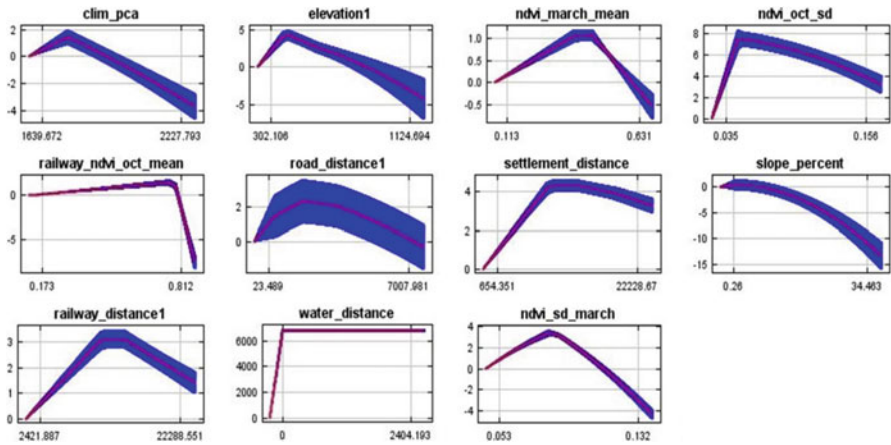 clim_pca elevation1 ndvi_march_mean ndvi_oct_sd
2 0 -2 -4
5 0 -5
1.0 0.5 0.0 -0.5
8 6 4 2 0
1639.672 2227.793 302.106 1124.694 0.113 0.631 0.035 0.156
railway_ndvi_oct_mean road_distance1 settlement_distance slope_percent
0 -5
2 0
4 2 0
0 -5 -10 -15
0.173 0.812 23.489 7007.981 654.351 22228.67 0.26 34.463
railway_distance1 water_distance ndvi_sd_march
3 2 1 0
6000 4000 2000 0
4 2 0 -2 -4
2421.887 22288.551 0 2404.193 0.053 0.132